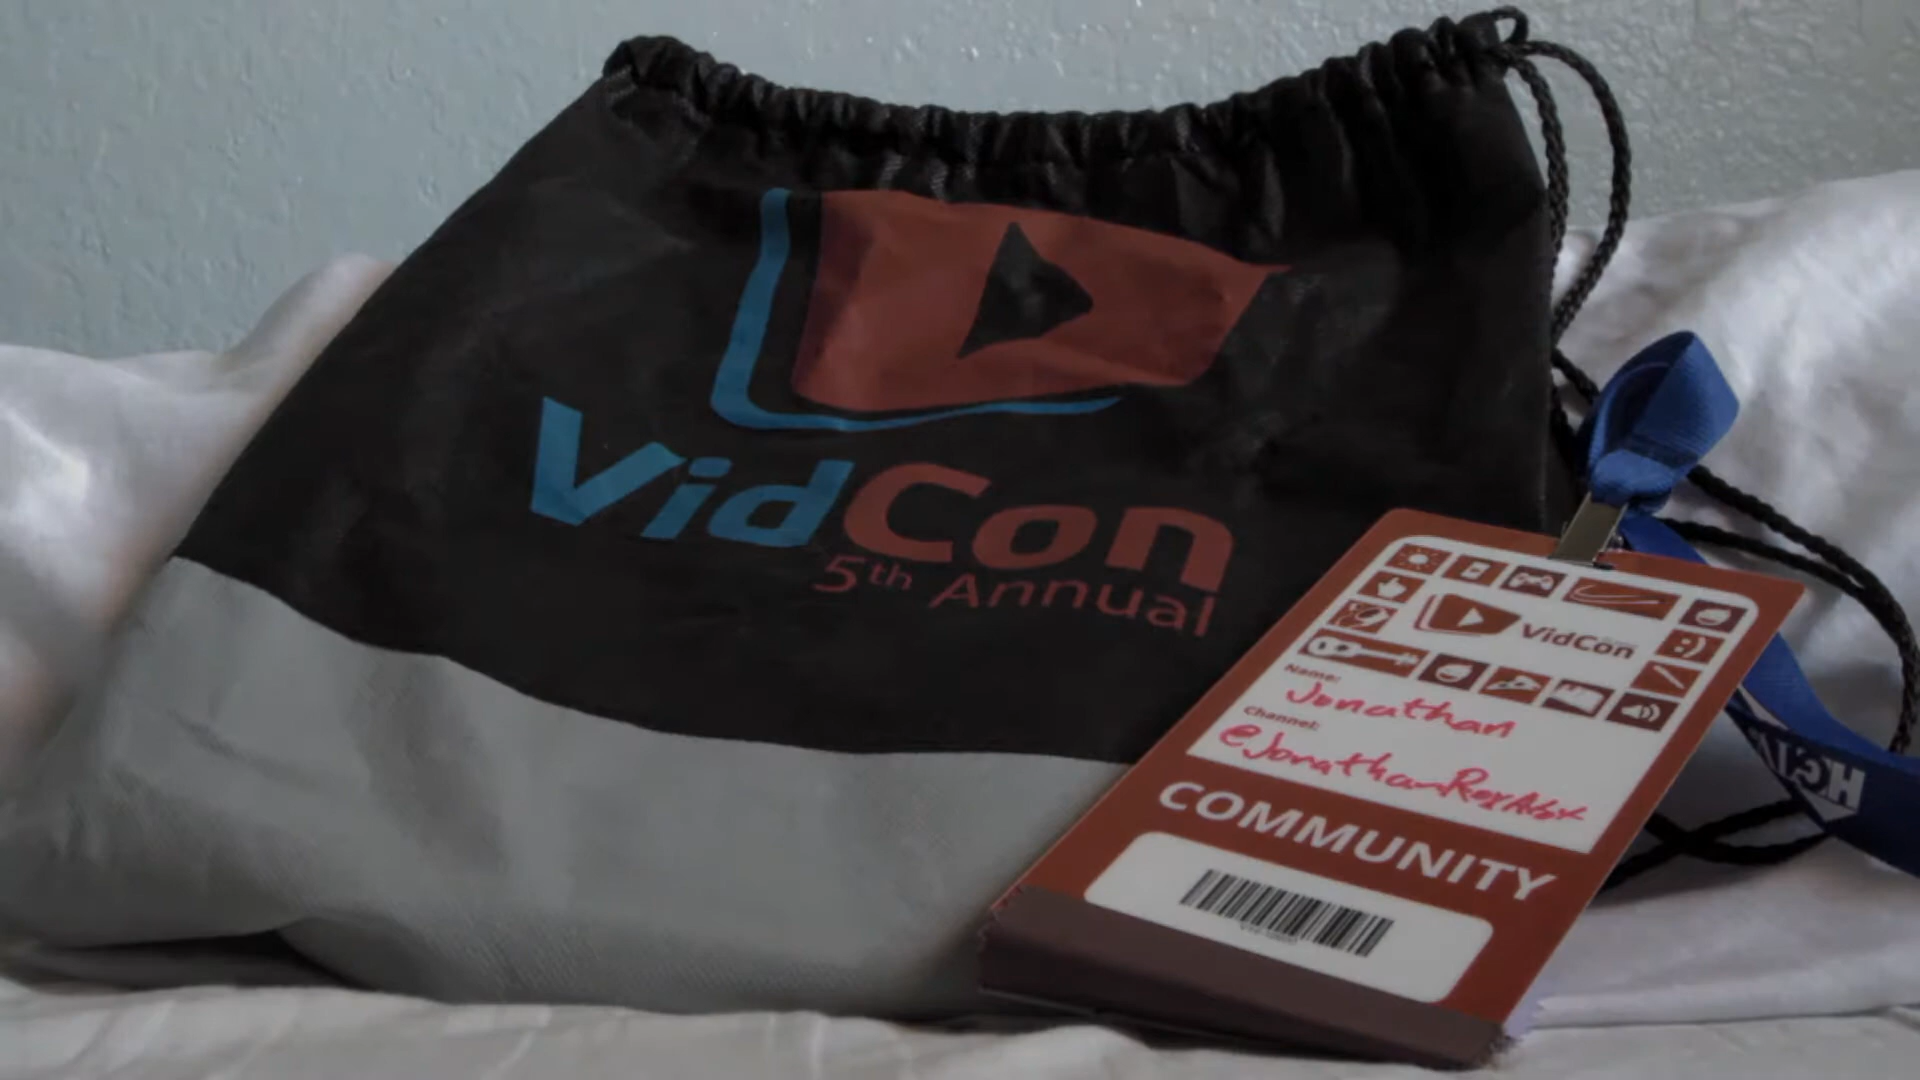 VidCon
5th Annual
VidCon
Name:
Jonathan
Channel:
COMMUNITY